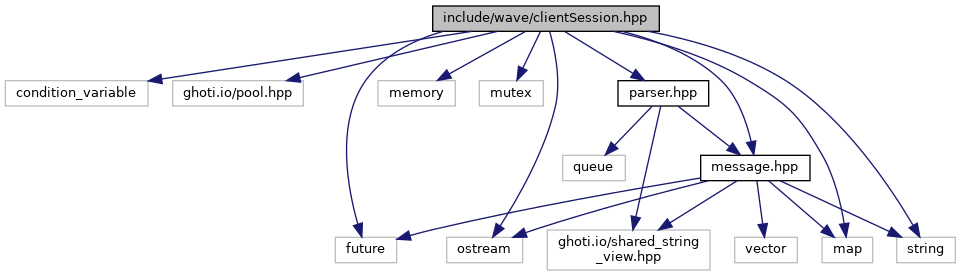 include/wave/clientSession.hpp
condition_variable
ghoti.io/pool.hpp
memory
mutex
parser.hpp
queue
message.hpp
future
ostream
ghoti.io/shared_string
_view.hpp
vector
map
string